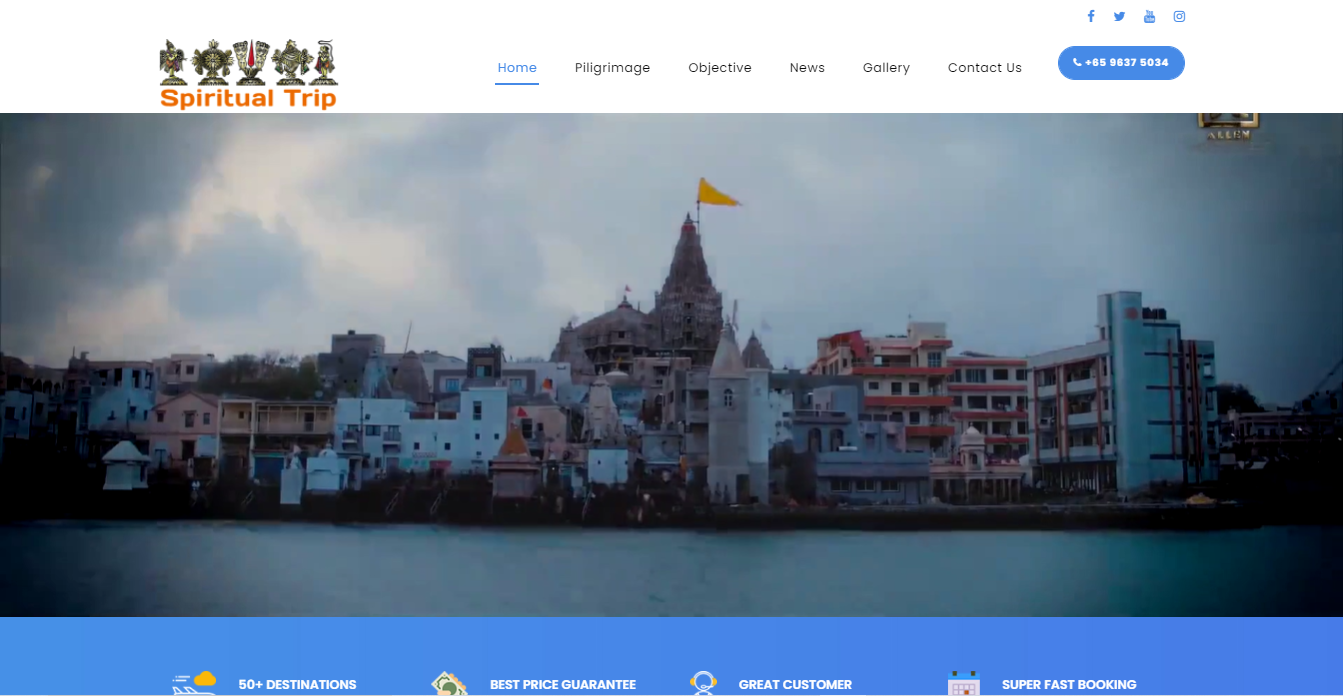 Spiritual Trip
Home Piligrimage Objective News Gallery Contact Us
+65 9637 5034
ALLEM
50+ DESTINATIONS
BEST PRICE GUARANTEE
GREAT CUSTOMER
SUPER FAST BOOKING